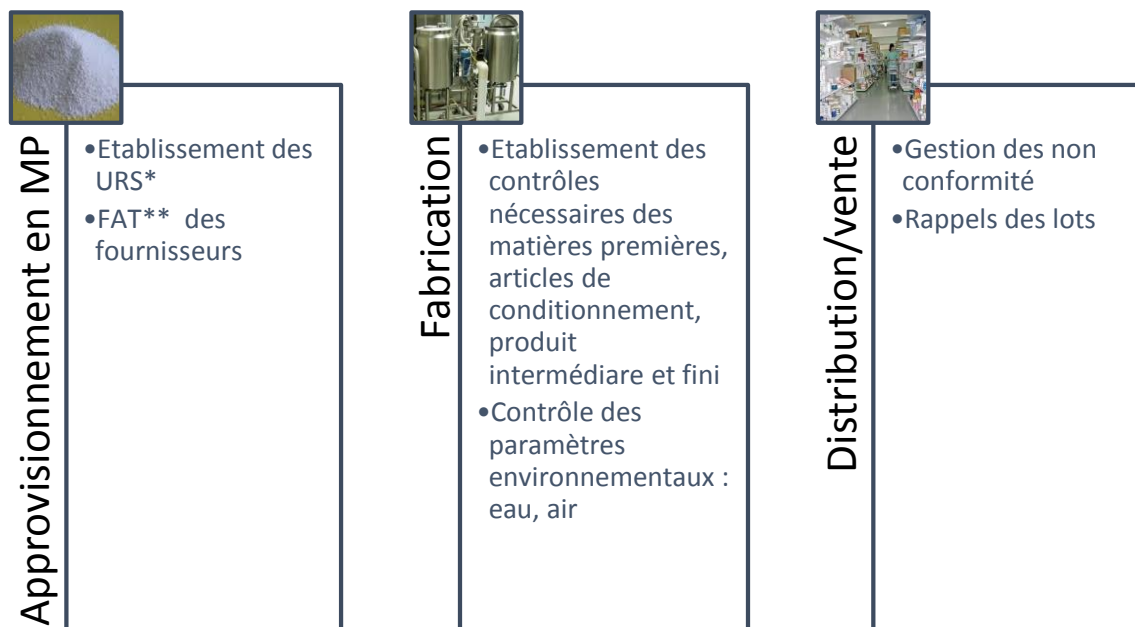 Approvisionnement en MP
•Etablissement des
URS*
•FAT** des
fournisseurs
Fabrication
•Etablissement des
contrôles
nécessaires des
matières premières,
articles de
conditionnement,
produit
intermédiare et fini
•Contrôle des
paramètres
environnementaux :
eau, air
Distribution/vente
•Gestion des non
conformité
•Rappels des lots